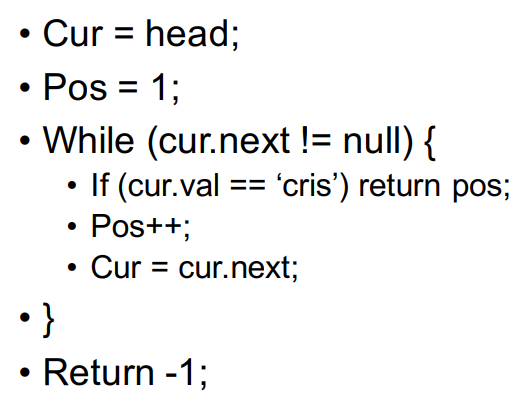 • Cur = head;
• Pos = 1;
• While (cur.next != null) {
• If (cur.val == ‘cris’) return pos;
• Pos++;
• Cur = cur.next;
• }
• Return -1;